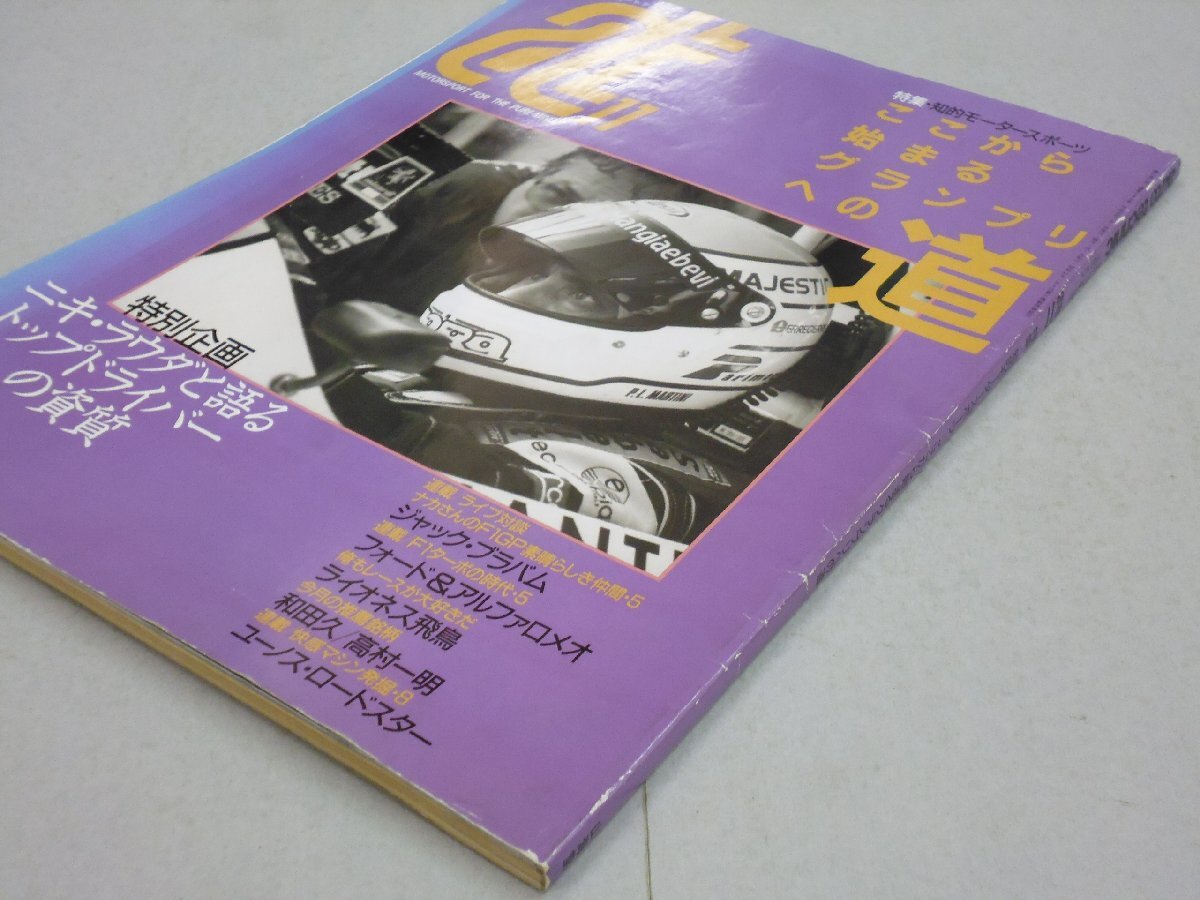 MOTORSPORT FOR THE PURE
特集・知的モータースポーツ
ここから
始まる
グランプリ
への道
anglaebevi
MAJESTIC
P.L. MARTINI
特別企画
ニキ・ラウダと語る
トップドライバー
の資質
連載 ライブ対談
ナカさんのF1GP素晴らしき仲間・5
ジャック・ブラバム
連載 F1ターボの時代・5
フォード&アルファロメオ
俺もレースが大好きだ
ライオネス飛鳥
今月の推薦銘柄
和田久/高村一明
連載 快感マシン発掘・8
ユーノス・ロードスター